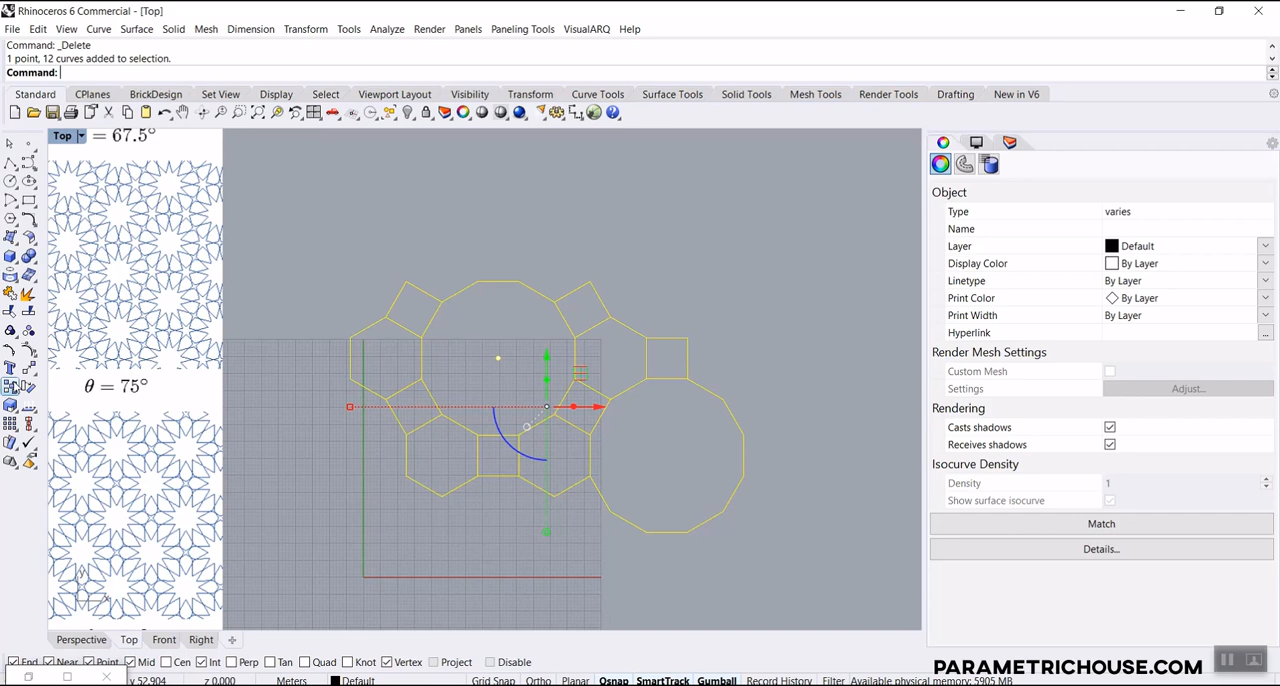 Rhinoceros 6 Commercial - [Top]
File Edit View Curve Surface Solid Mesh Dimension Transform Tools Analyze Render Panels Paneling Tools VisualARQ Help
Command: _Delete
1 point, 12 curves added to selection.
Command:
Standard CPlanes BrickDesign Set View Display Select Viewport Layout Visibility Transform Curve Tools Surface Tools Solid Tools Mesh Tools Render Tools Drafting New in V6
Top = 67.5°
θ = 75°
Object
Type varies
Name
Layer Default
Display Color By Layer
Linetype By Layer
Print Color By Layer
Print Width By Layer
Hyperlink ...
Render Mesh Settings
Custom Mesh
Settings Adjust...
Rendering
Casts shadows
Receives shadows
Isocurve Density
Density 1
Show surface isocurve
Match
Details...
Perspective Top Front Right
End Near Point Mid Cen Int Perp Tan Quad Knot Vertex Project Disable
PARAMETRICHOUSE.COM
y 52.904 z 0.000 Meters Default Grid Snap Ortho Planar Osnap SmartTrack Gumball Record History Filter Available physical memory: 5905 MB